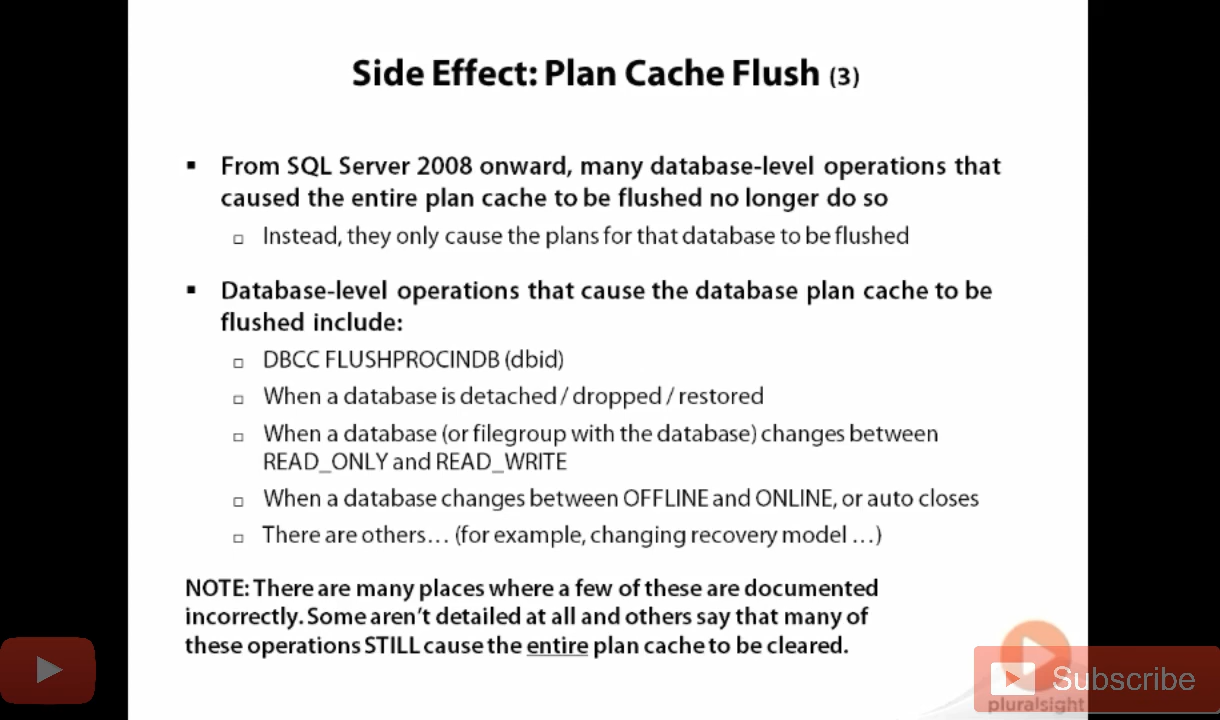 Side Effect: Plan Cache Flush (3)
From SQL Server 2008 onward, many database-level operations that
caused the entire plan cache to be flushed no longer do so
Instead, they only cause the plans for that database to be flushed
Database-level operations that cause the database plan cache to be
flushed include:
DBCC FLUSHPROCINDB (dbid)
When a database is detached / dropped / restored
When a database (or filegroup with the database) changes between
READ_ONLY and READ_WRITE
When a database changes between OFFLINE and ONLINE, or auto closes
There are others… (for example, changing recovery model …)
NOTE: There are many places where a few of these are documented
incorrectly. Some aren't detailed at all and others say that many of
these operations STILL cause the entire plan cache to be cleared.
Subscribe
pluralsight